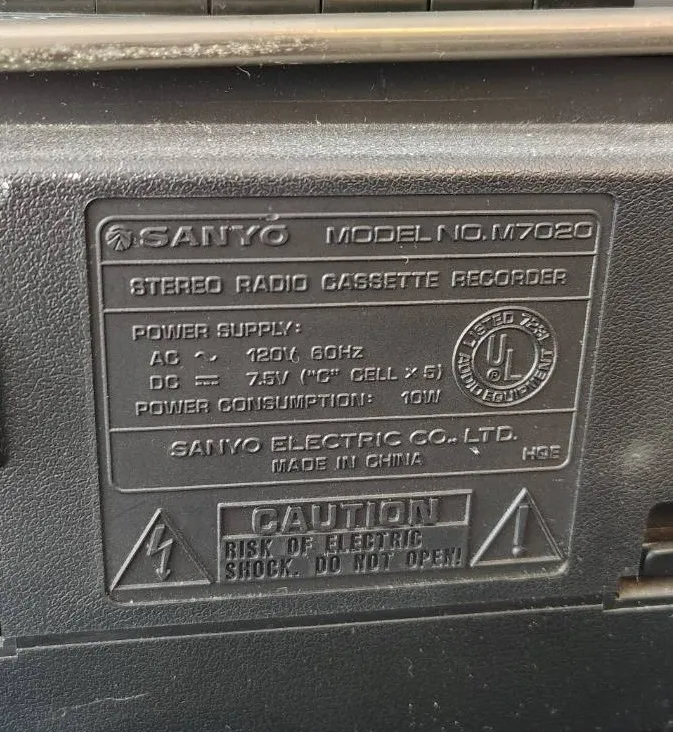 SANYO MODEL NO. M7020
STEREO RADIO CASSETTE RECORDER
POWER SUPPLY:
AC ~ 120V, 60Hz
DC ⎓ 7.5V ("C" CELL X 5)
POWER CONSUMPTION: 10W
LISTED 723J
UL
®
AUDIO EQUIPMENT
SANYO ELECTRIC CO., LTD.
MADE IN CHINA
CAUTION
RISK OF ELECTRIC
SHOCK. DO NOT OPEN!
!